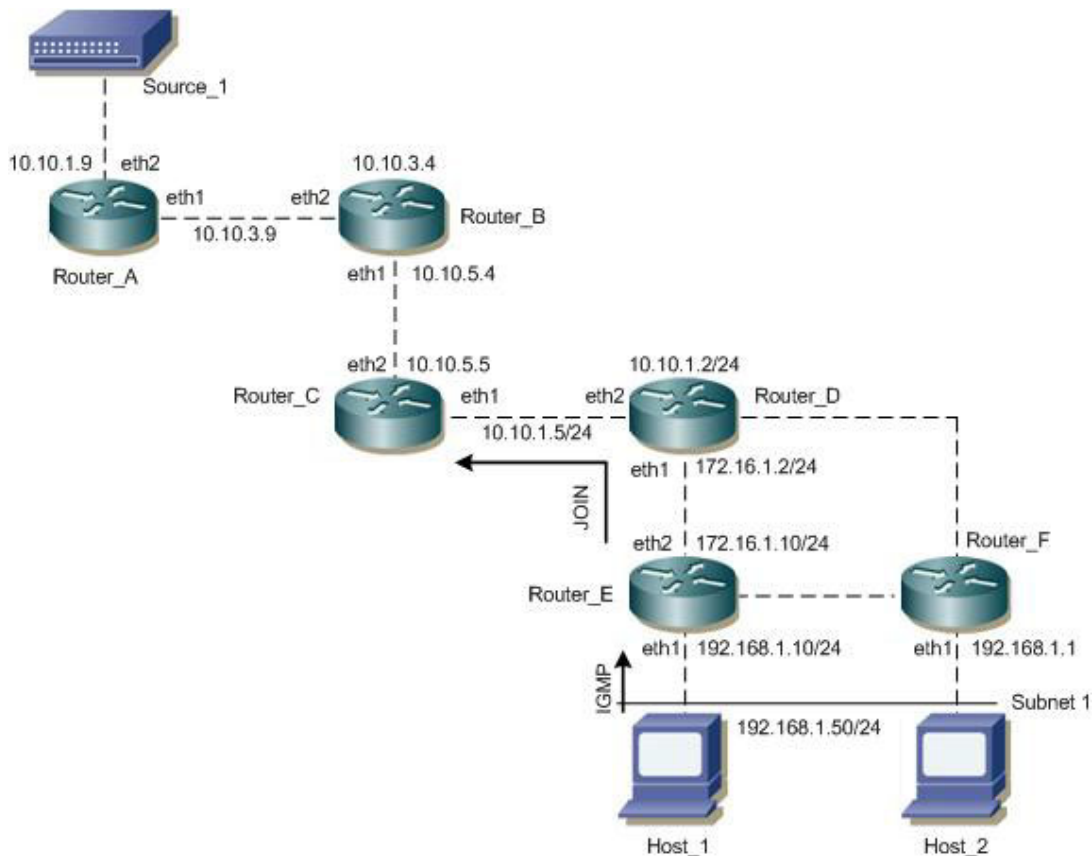 Source_1
10.10.1.9
eth2
10.10.3.4
eth1
eth2
Router_B
10.10.3.9
Router_A
eth1
10.10.5.4
eth2
10.10.5.5
10.10.1.2/24
Router_C
eth1
eth2
Router_D
10.10.1.5/24
eth1
172.16.1.2/24
JOIN
eth2
172.16.1.10/24
Router_F
Router_E
eth1
192.168.1.10/24
eth1
192.168.1.1
IGMP
Subnet 1
192.168.1.50/24
Host_1
Host_2